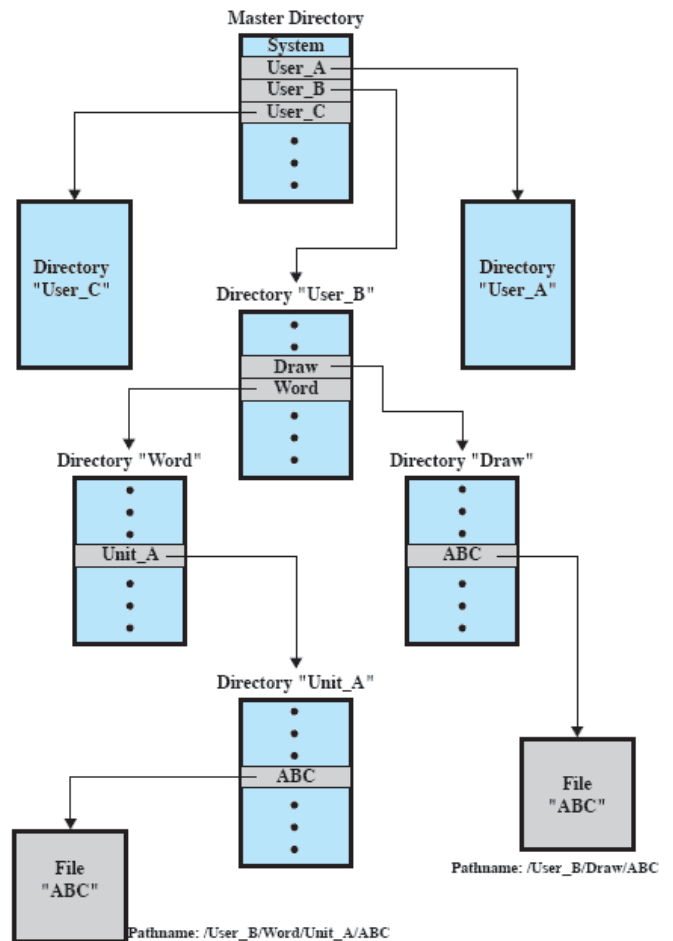 Master Directory
System
User_A
User_B
User_C
Directory
"User_C"
Directory
"User_A"
Directory "User_B"
Draw
Word
Directory "Word"
Directory "Draw"
Unit_A
ABC
Directory "Unit_A"
ABC
File
"ABC"
Pathname: /User_B/Draw/ABC
File
"ABC"
Pathname: /User_B/Word/Unit_A/ABC